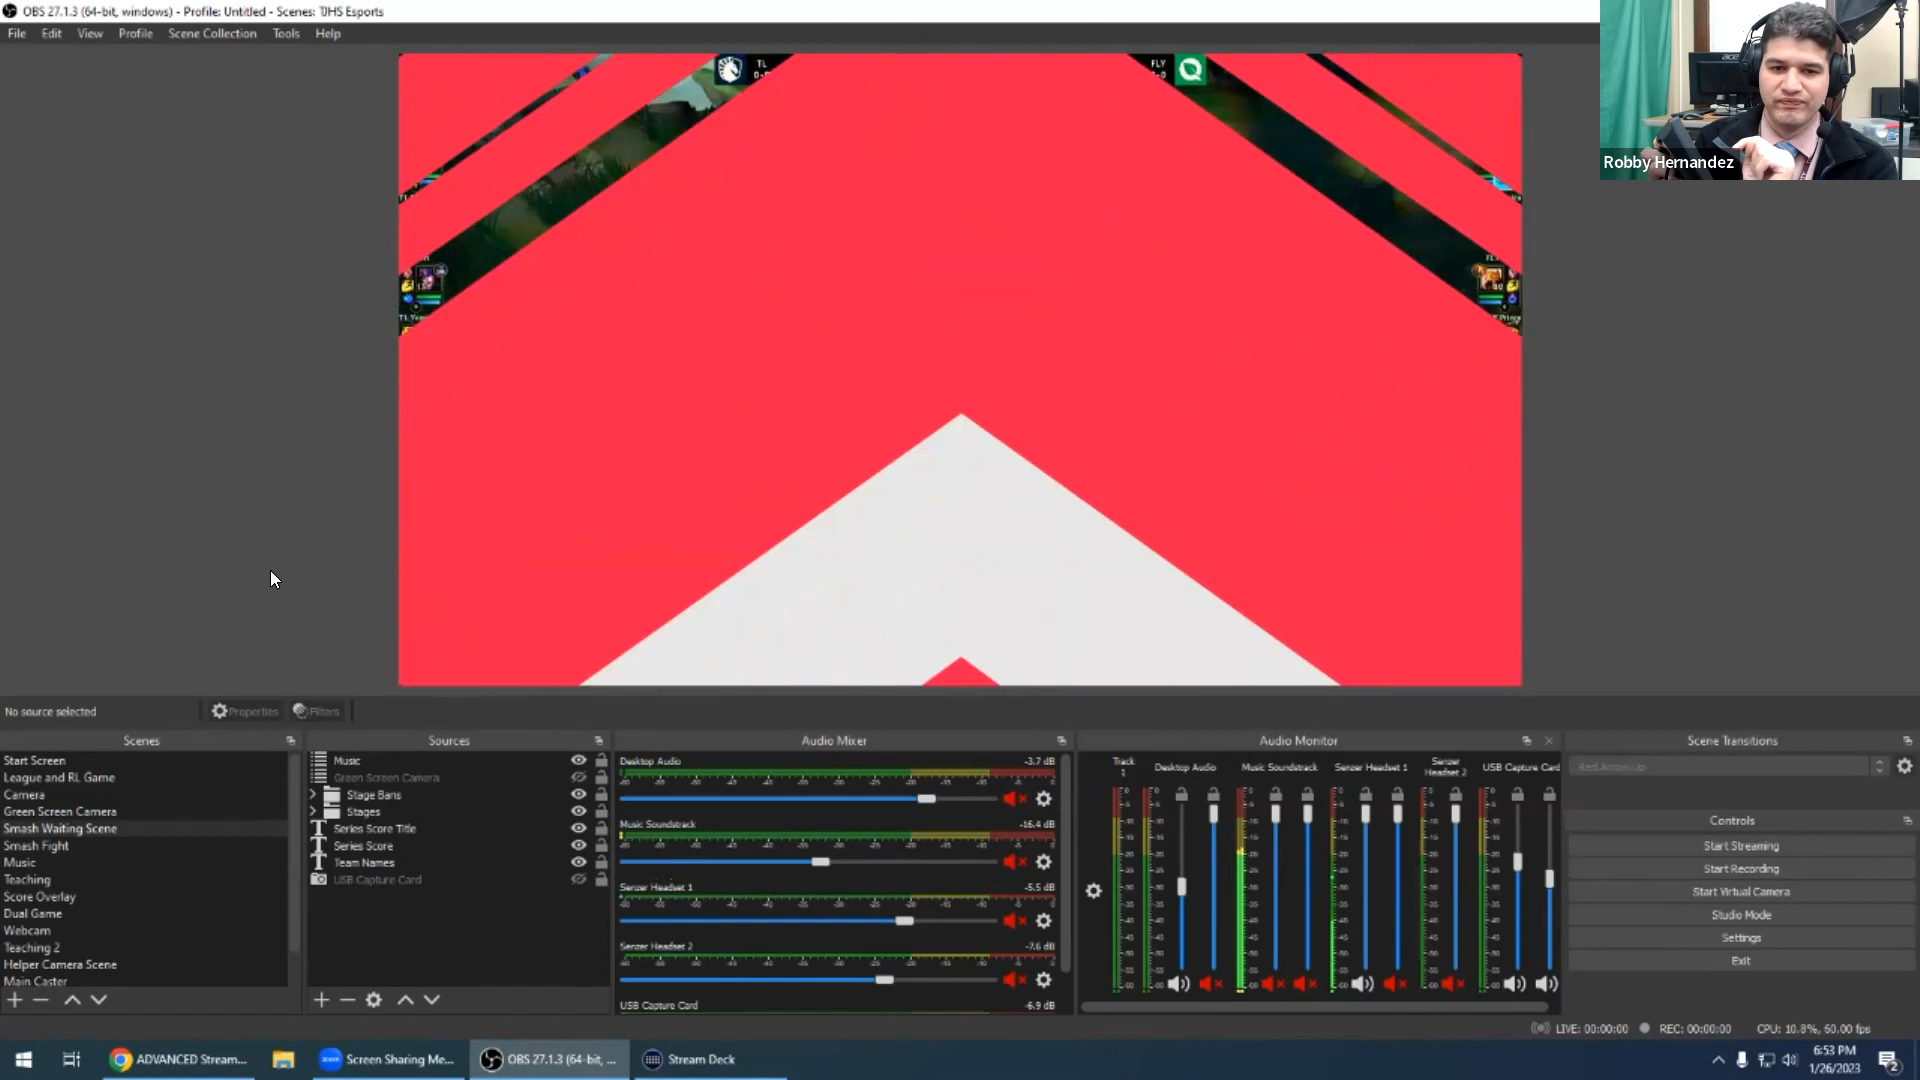 OBS 27.1.3 (64-bit, windows) - Profile: Untitled - Scenes: TJHS Esports
File Edit View Profile Scene Collection Tools Help
TL
FLY
Robby Hernandez
No source selected
Properties
Filters
Scenes
Start Screen
League and RL Game
Camera
Green Screen Camera
Smash Waiting Scene
Smash Fight
Music
Teaching
Score Overlay
Dual Game
Webcam
Teaching 2
Helper Camera Scene
Main Caster
Sources
Music
Green Screen Camera
Stage Bans
Stages
Series Score Title
Series Score
Team Names
USB Capture Card
Audio Mixer
Desktop Audio -3.7 dB
Music Soundstrack -16.4 dB
Senzer Headset 1 -5.5 dB
Senzer Headset 2 -7.6 dB
USB Capture Card -6.9 dB
Audio Monitor
Track 1
Desktop Audio
Music Soundstrack
Senzer Headset 1
Senzer Headset 2
USB Capture Card
Scene Transitions
Red Arrow-Up
Controls
Start Streaming
Start Recording
Start Virtual Camera
Studio Mode
Settings
Exit
LIVE: 00:00:00 REC: 00:00:00 CPU: 10.8%, 60.00 fps
ADVANCED Stream...
zoom
Screen Sharing Me...
OBS 27.1.3 (64-bit, ...
Stream Deck
6:53 PM
1/26/2023
2